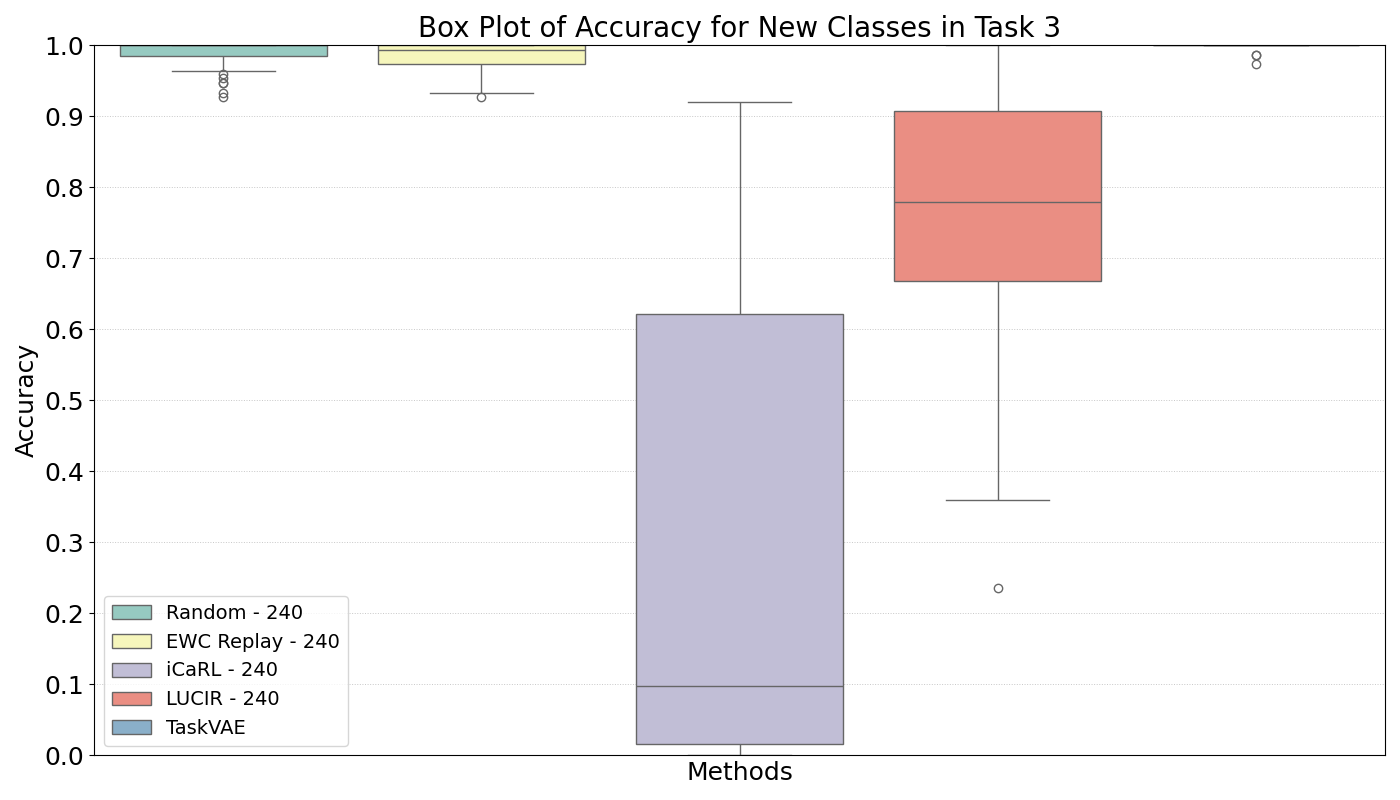 Box Plot of Accuracy for New Classes in Task 3
1.0
0.9
0.8
0.7
0.6
0.5
0.4
0.3
0.2
0.1
0.0
Accuracy
Random - 240
EWC Replay - 240
iCaRL - 240
LUCIR - 240
TaskVAE
Methods